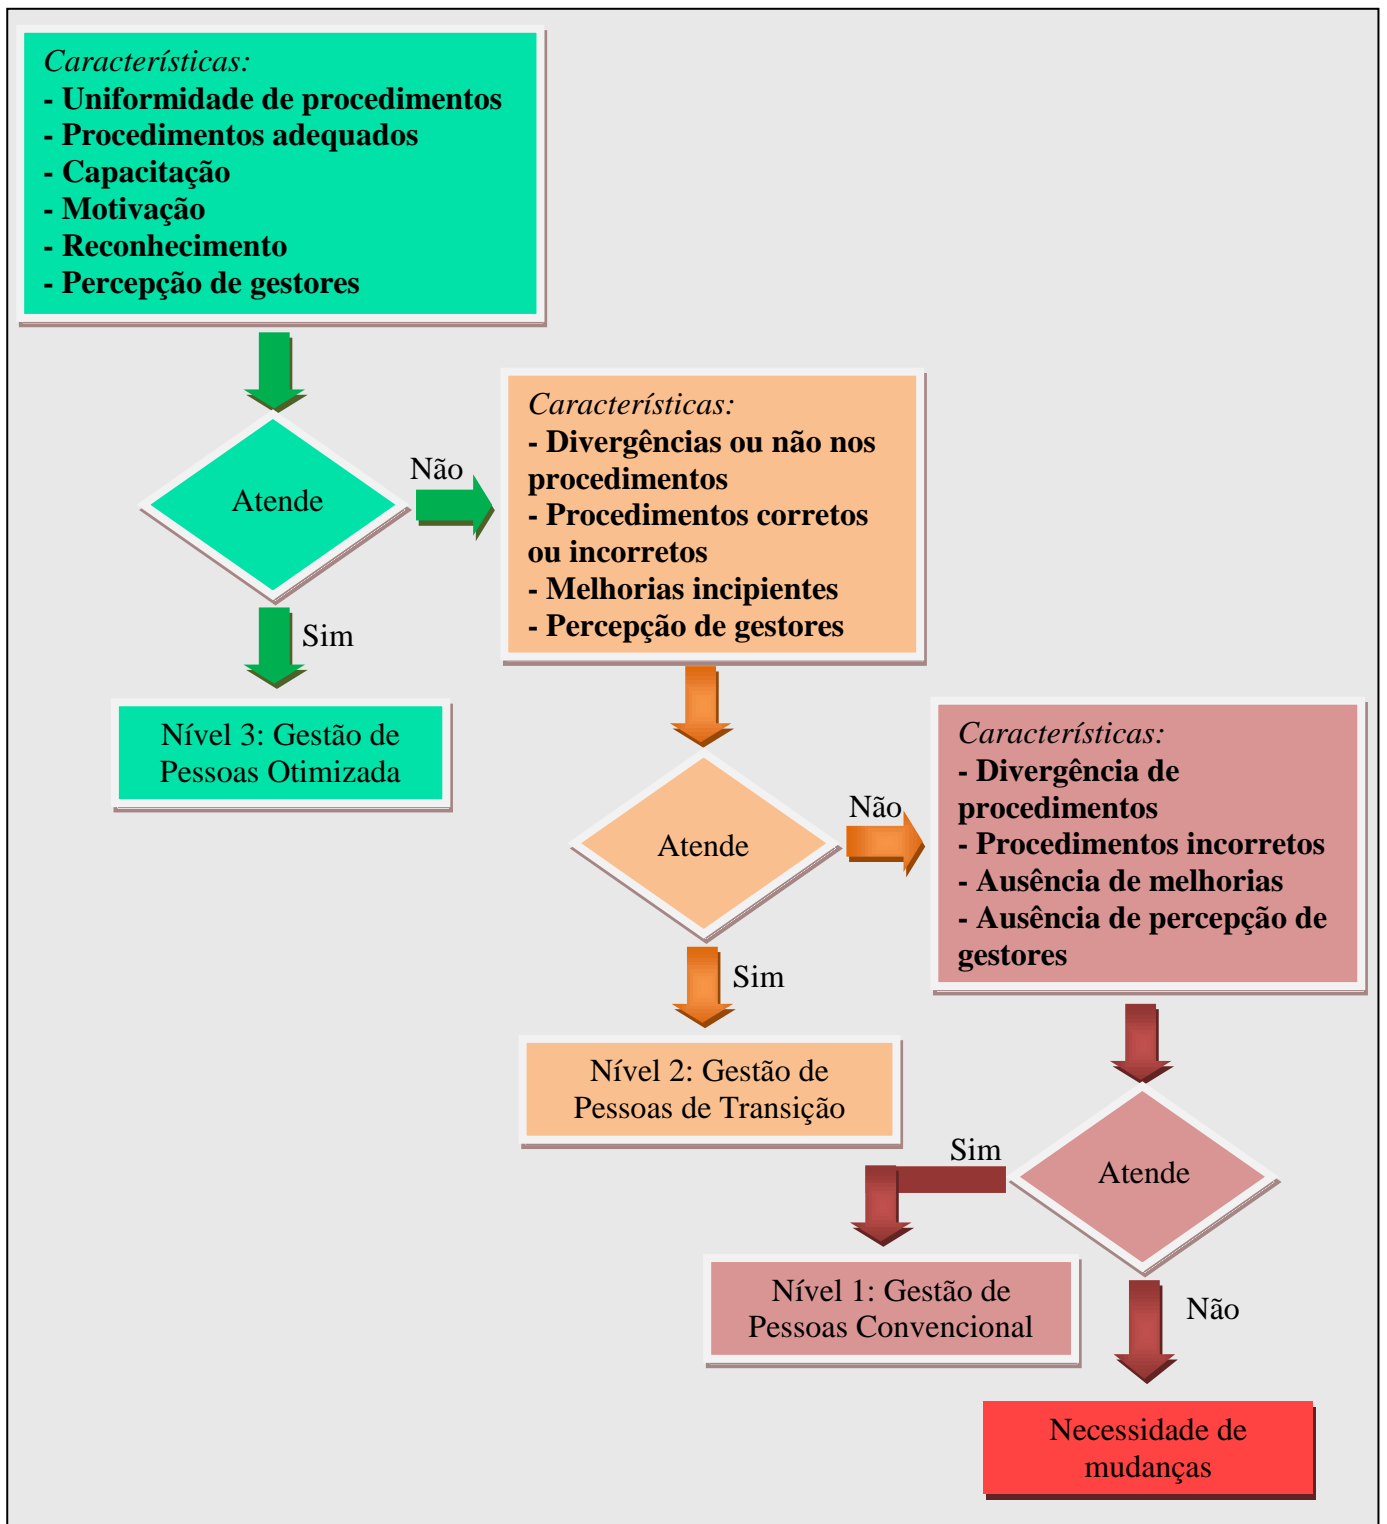 Características:
- Uniformidade de procedimentos
- Procedimentos adequados
- Capacitação
- Motivação
- Reconhecimento
- Percepção de gestores
Atende
Não
Sim
Nível 3: Gestão de
Pessoas Otimizada
Características:
- Divergências ou não nos
procedimentos
- Procedimentos corretos
ou incorretos
- Melhorias incipientes
- Percepção de gestores
Atende
Não
Sim
Nível 2: Gestão de
Pessoas de Transição
Características:
- Divergência de
procedimentos
- Procedimentos incorretos
- Ausência de melhorias
- Ausência de percepção de
gestores
Atende
Sim
Nível 1: Gestão de
Pessoas Convencional
Não
Necessidade de
mudanças